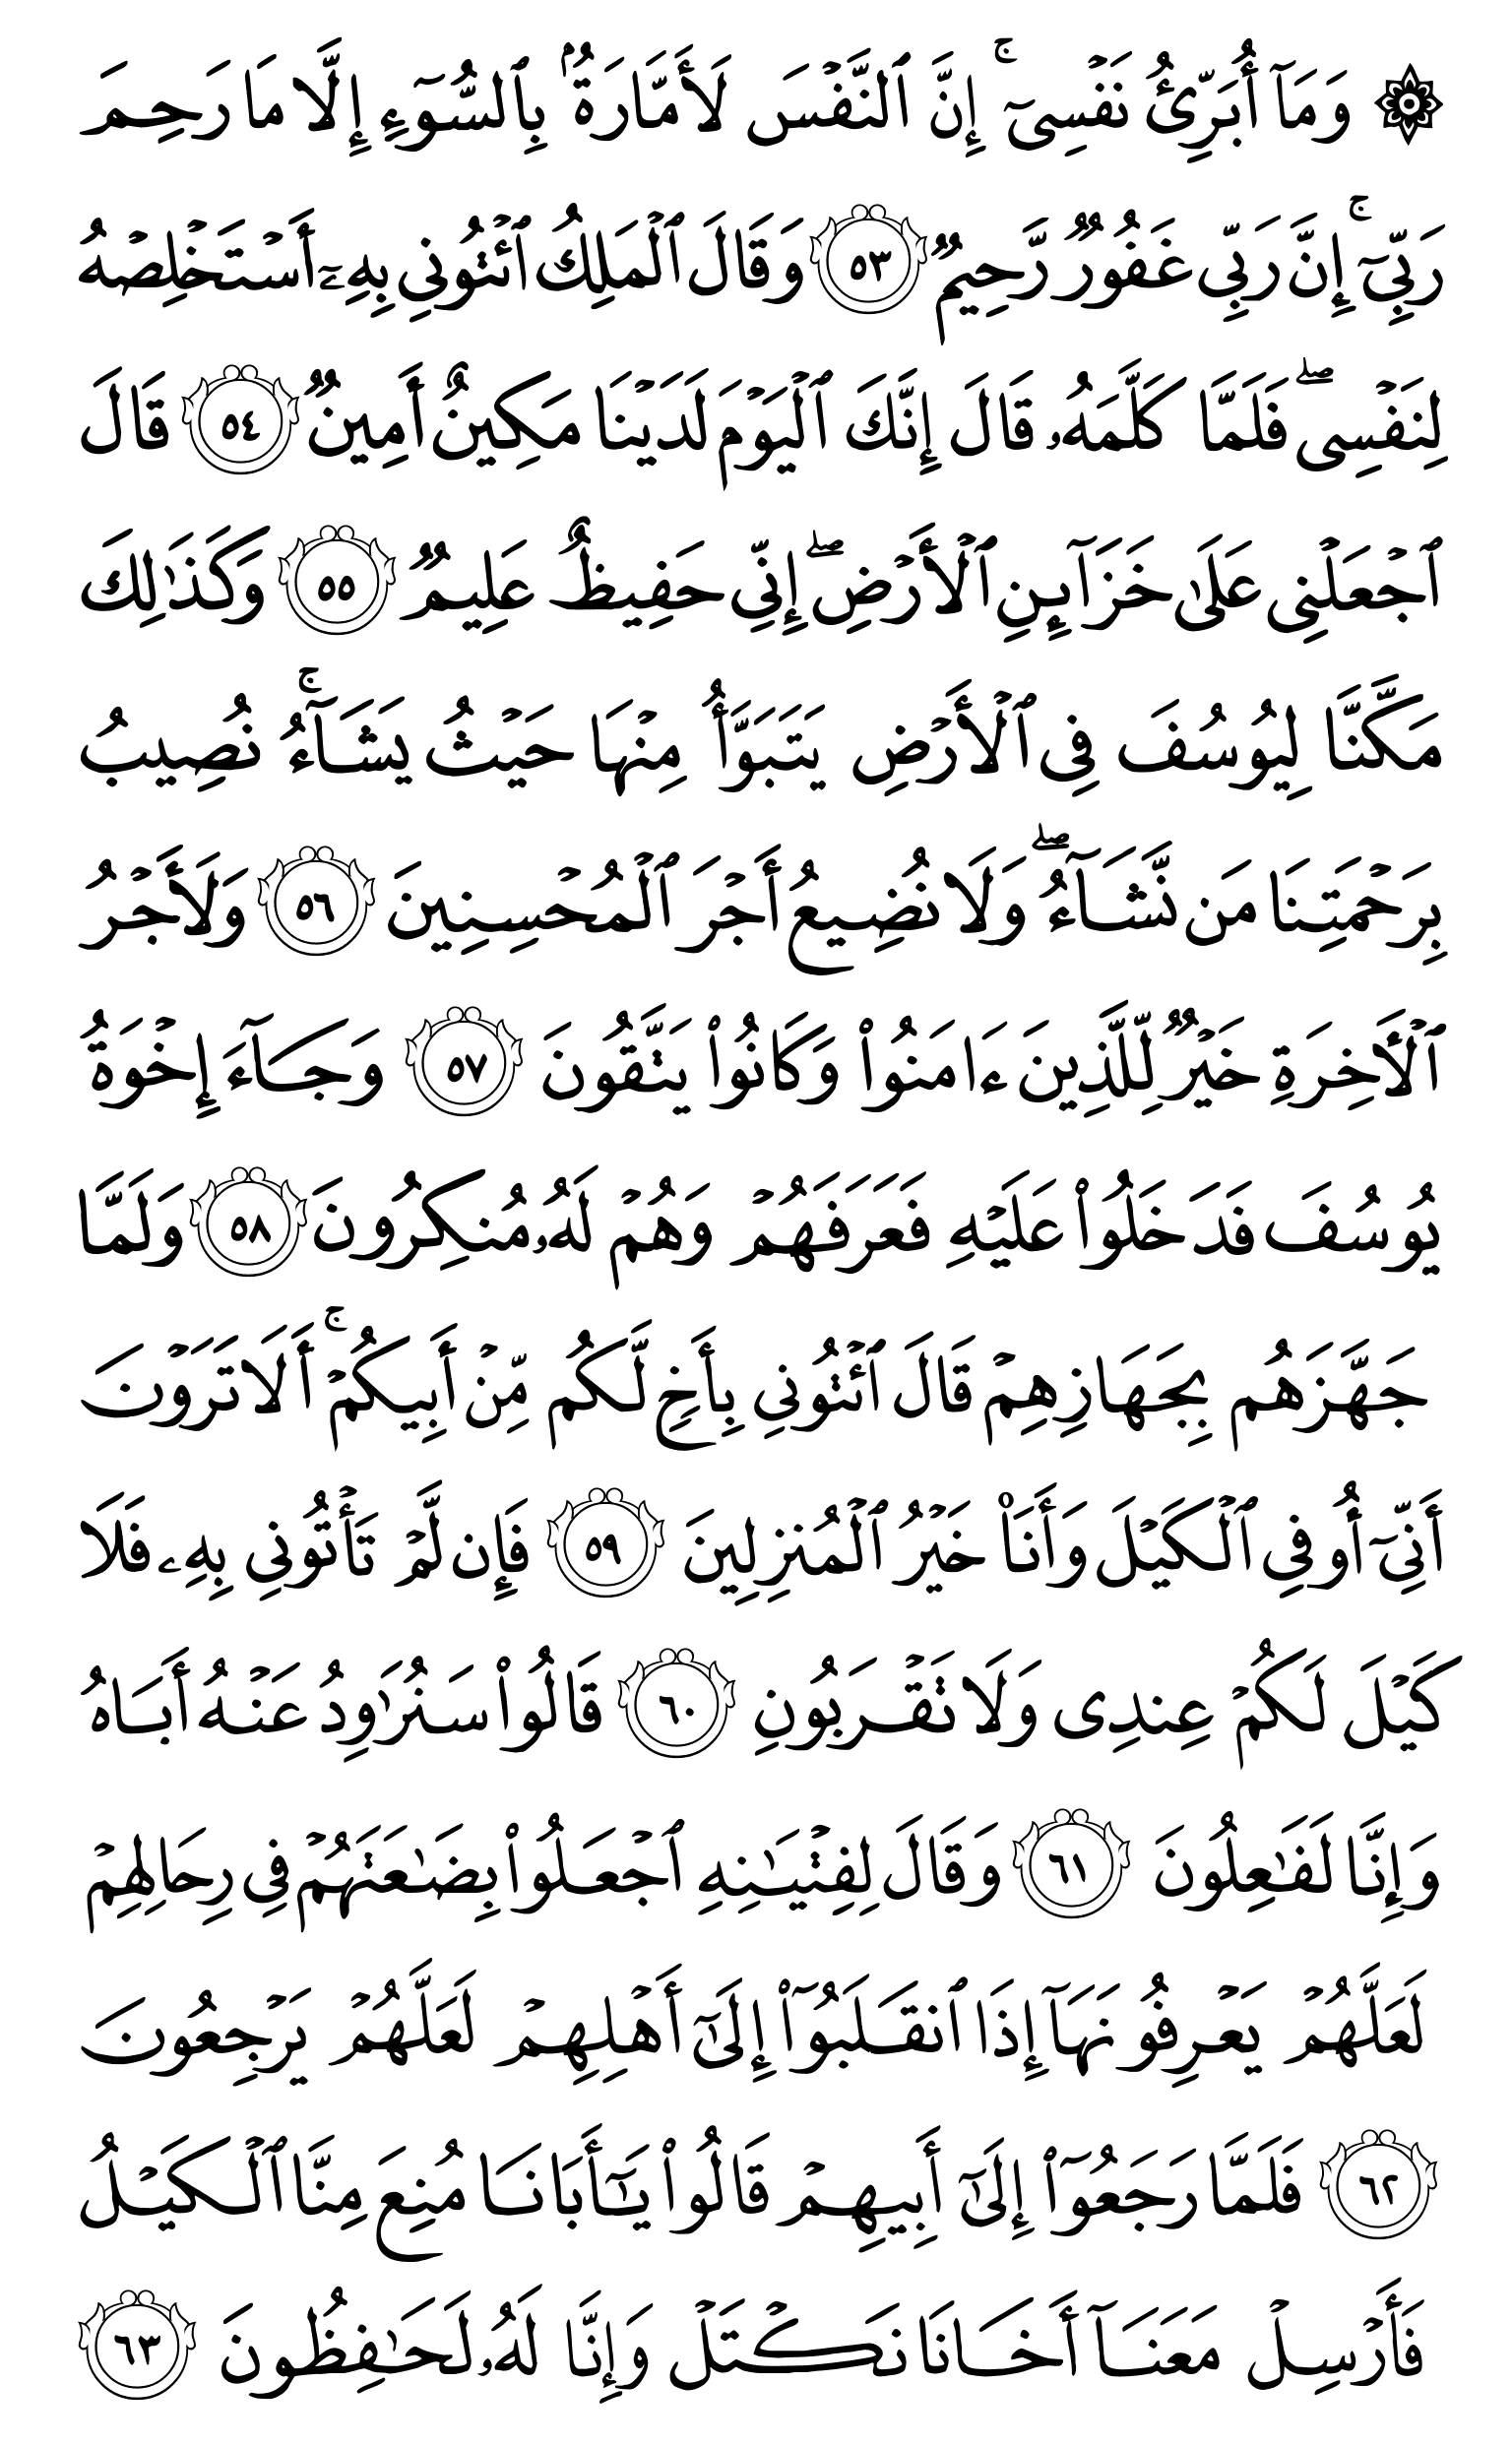 ۞ وَمَآ أُبَرِّئُ نَفۡسِيٓۚ إِنَّ ٱلنَّفۡسَ لَأَمَّارَةُۢ بِٱلسُّوٓءِ إِلَّا مَا رَحِمَ
رَبِّيٓۚ إِنَّ رَبِّي غَفُورٞ رَّحِيمٞ ٥٣ وَقَالَ ٱلۡمَلِكُ ٱئۡتُونِي بِهِۦٓ أَسۡتَخۡلِصۡهُ
لِنَفۡسِيۖ فَلَمَّا كَلَّمَهُۥ قَالَ إِنَّكَ ٱلۡيَوۡمَ لَدَيۡنَا مَكِينٌ أَمِينٞ ٥٤ قَالَ
ٱجۡعَلۡنِي عَلَىٰ خَزَآئِنِ ٱلۡأَرۡضِۖ إِنِّي حَفِيظٌ عَلِيمٞ ٥٥ وَكَذَٰلِكَ
مَكَّنَّا لِيُوسُفَ فِي ٱلۡأَرۡضِ يَتَبَوَّأُ مِنۡهَا حَيۡثُ يَشَآءُۚ نُصِيبُ
بِرَحۡمَتِنَا مَن نَّشَآءُۖ وَلَا نُضِيعُ أَجۡرَ ٱلۡمُحۡسِنِينَ ٥٦ وَلَأَجۡرُ
ٱلۡأٓخِرَةِ خَيۡرٞ لِّلَّذِينَ ءَامَنُواْ وَكَانُواْ يَتَّقُونَ ٥٧ وَجَآءَ إِخۡوَةُ
يُوسُفَ فَدَخَلُواْ عَلَيۡهِ فَعَرَفَهُمۡ وَهُمۡ لَهُۥ مُنكِرُونَ ٥٨ وَلَمَّا
جَهَّزَهُم بِجَهَازِهِمۡ قَالَ ٱئۡتُونِي بِأَخٖ لَّكُم مِّنۡ أَبِيكُمۡۚ أَلَا تَرَوۡنَ
أَنِّيٓ أُوفِي ٱلۡكَيۡلَ وَأَنَا۠ خَيۡرُ ٱلۡمُنزِلِينَ ٥٩ فَإِن لَّمۡ تَأۡتُونِي بِهِۦ فَلَا
كَيۡلَ لَكُمۡ عِندِي وَلَا تَقۡرَبُونِ ٦٠ قَالُواْ سَنُرَٰوِدُ عَنۡهُ أَبَاهُ
وَإِنَّا لَفَٰعِلُونَ ٦١ وَقَالَ لِفِتۡيَٰنِهِ ٱجۡعَلُواْ بِضَٰعَتَهُمۡ فِي رِحَالِهِمۡ
لَعَلَّهُمۡ يَعۡرِفُونَهَآ إِذَا ٱنقَلَبُوٓاْ إِلَىٰٓ أَهۡلِهِمۡ لَعَلَّهُمۡ يَرۡجِعُونَ
٦٢ فَلَمَّا رَجَعُوٓاْ إِلَىٰٓ أَبِيهِمۡ قَالُواْ يَٰٓأَبَانَا مُنِعَ مِنَّا ٱلۡكَيۡلُ
فَأَرۡسِلۡ مَعَنَآ أَخَانَا نَكۡتَلۡ وَإِنَّا لَهُۥ لَحَٰفِظُونَ ٦٣